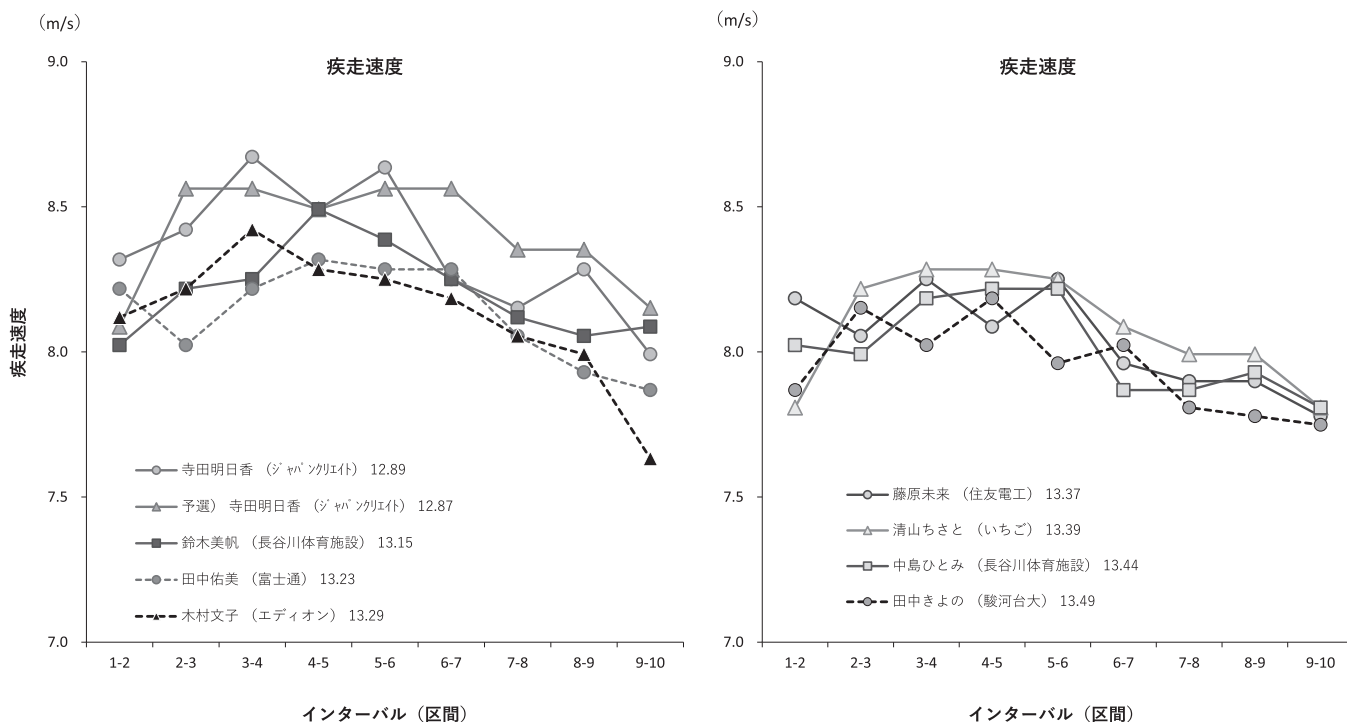 （m/s）
疾走速度
9.0
8.5
8.0
7.5
7.0
疾走速度
寺田明日香 （ｼﾞｬﾊﾟﾝｸﾘｴｲﾄ） 12.89
予選） 寺田明日香 （ｼﾞｬﾊﾟﾝｸﾘｴｲﾄ） 12.87
鈴木美帆 （長谷川体育施設） 13.15
田中佑美 （富士通） 13.23
木村文子 （エディオン） 13.29
1-2 2-3 3-4 4-5 5-6 6-7 7-8 8-9 9-10
インターバル（区間）
（m/s）
疾走速度
9.0
8.5
8.0
7.5
7.0
藤原未来 （住友電工） 13.37
清山ちさと （いちご） 13.39
中島ひとみ （長谷川体育施設） 13.44
田中きよの （駿河台大） 13.49
1-2 2-3 3-4 4-5 5-6 6-7 7-8 8-9 9-10
インターバル（区間）